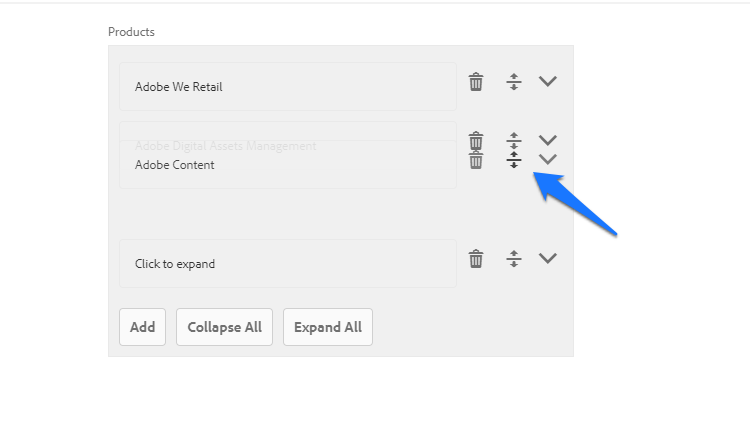 Products
Adobe We Retail
Adobe Digital Assets Management
Adobe Content
Click to expand
Add
Collapse All
Expand All